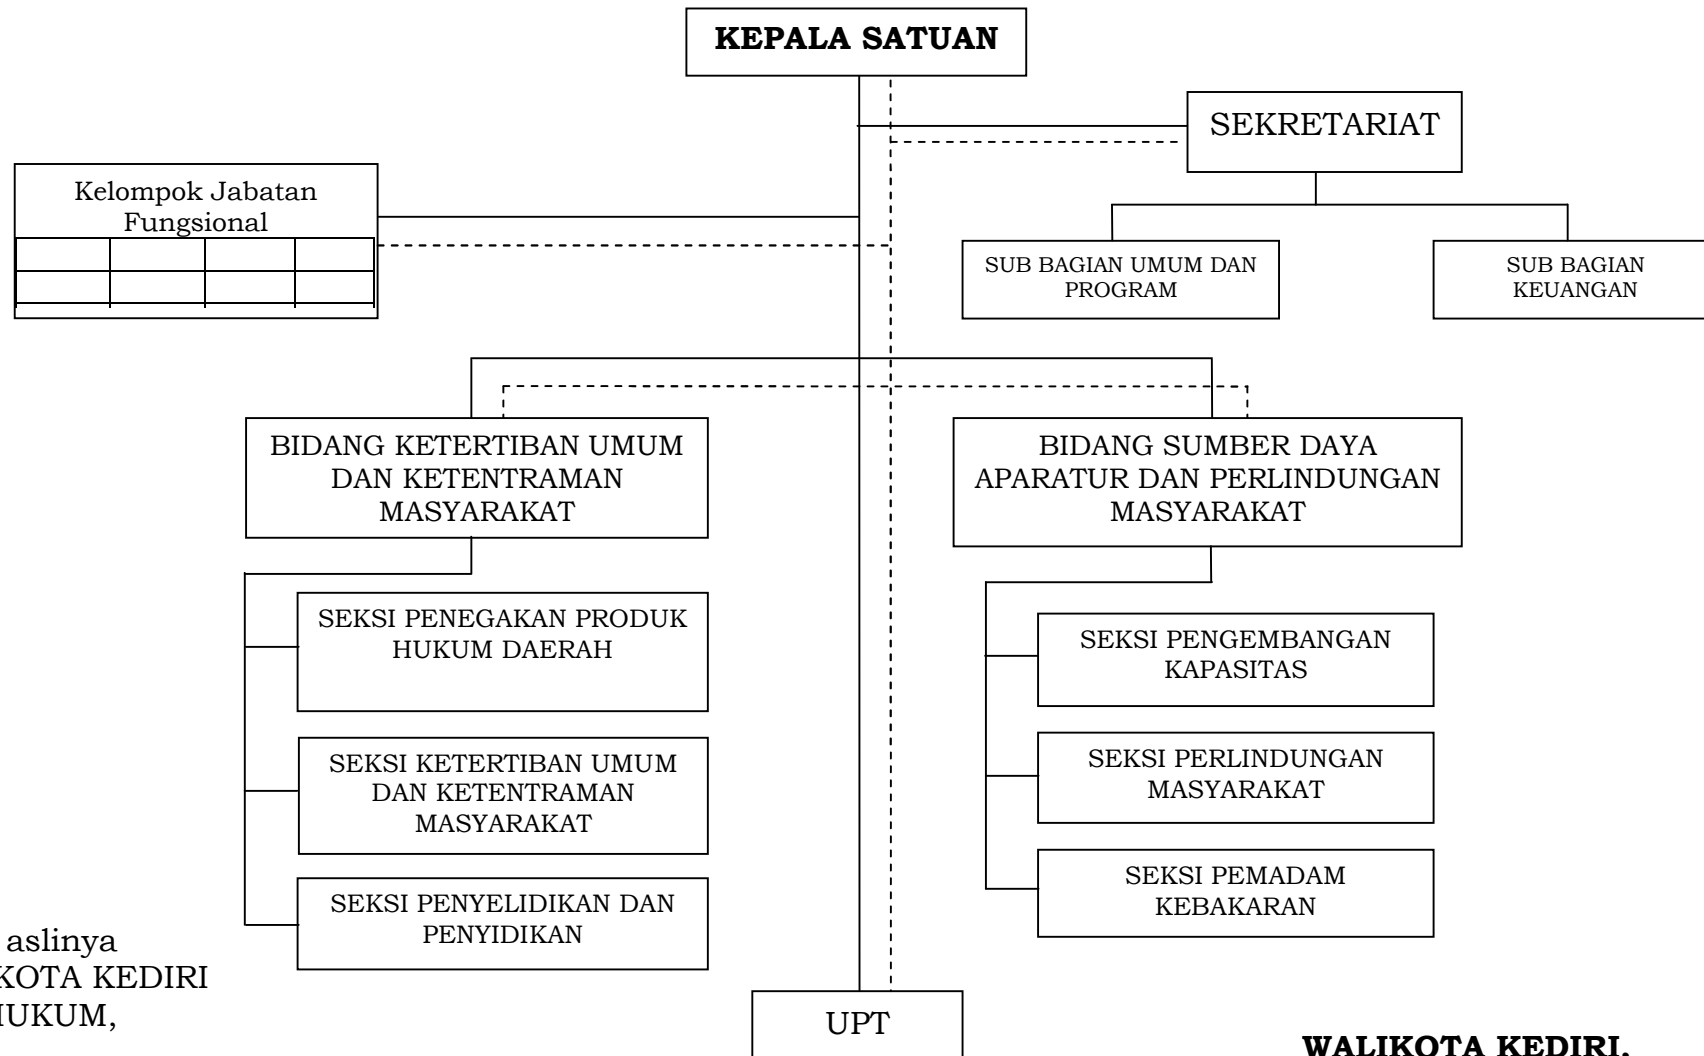 KEPALA SATUAN
SEKRETARIAT
Kelompok Jabatan
Fungsional
SUB BAGIAN UMUM DAN
PROGRAM
SUB BAGIAN
KEUANGAN
BIDANG KETERTIBAN UMUM
DAN KETENTRAMAN
MASYARAKAT
BIDANG SUMBER DAYA
APARATUR DAN PERLINDUNGAN
MASYARAKAT
SEKSI PENEGAKAN PRODUK
HUKUM DAERAH
SEKSI KETERTIBAN UMUM
DAN KETENTRAMAN
MASYARAKAT
SEKSI PENYELIDIKAN DAN
PENYIDIKAN
SEKSI PENGEMBANGAN
KAPASITAS
SEKSI PERLINDUNGAN
MASYARAKAT
SEKSI PEMADAM
KEBAKARAN
aslinya
KOTA KEDIRI
HUKUM,
UPT
WALIKOTA KEDIRI,